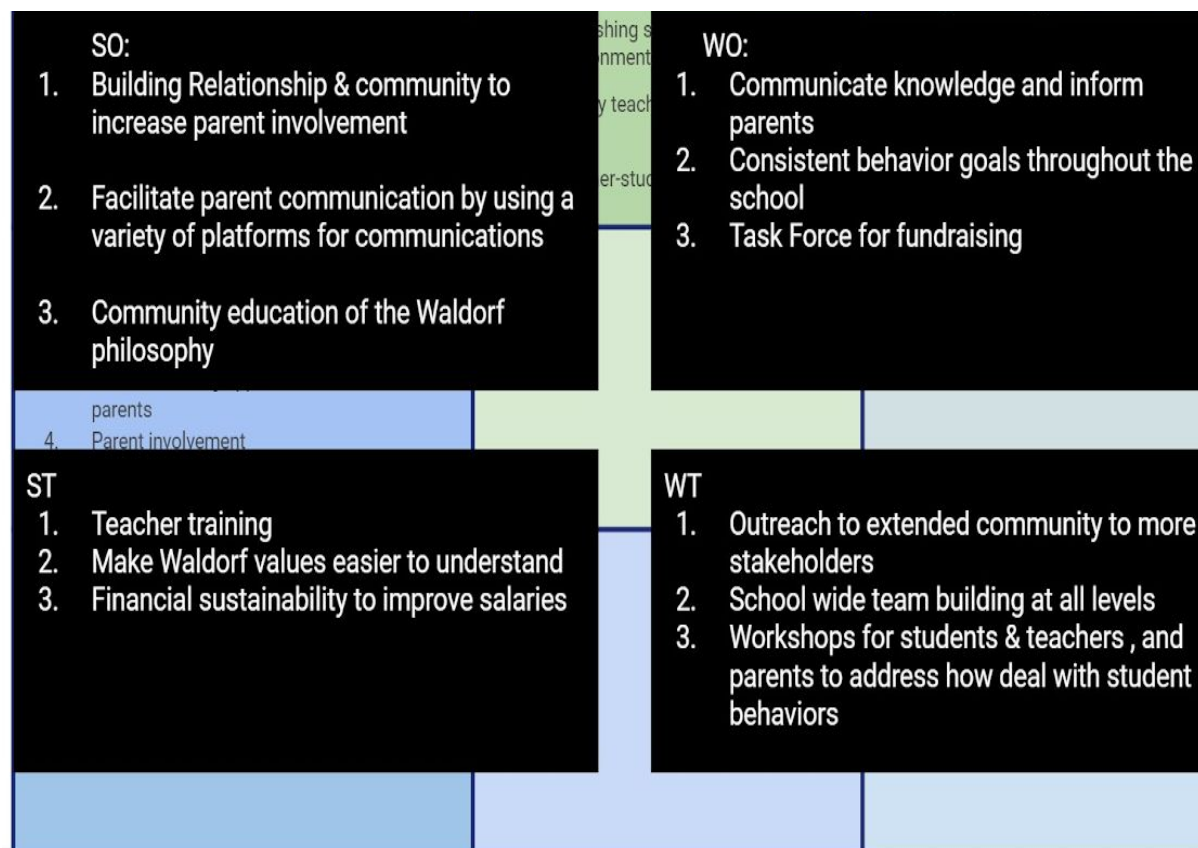 SO:
1. Building Relationship & community to
increase parent involvement
2. Facilitate parent communication by using a
variety of platforms for communications
3. Community education of the Waldorf
philosophy
WO:
1. Communicate knowledge and inform
parents
2. Consistent behavior goals throughout the
school
3. Task Force for fundraising
parents
4. Parent involvement
ST
1. Teacher training
2. Make Waldorf values easier to understand
3. Financial sustainability to improve salaries
WT
1. Outreach to extended community to more
stakeholders
2. School wide team building at all levels
3. Workshops for students & teachers , and
parents to address how deal with student
behaviors